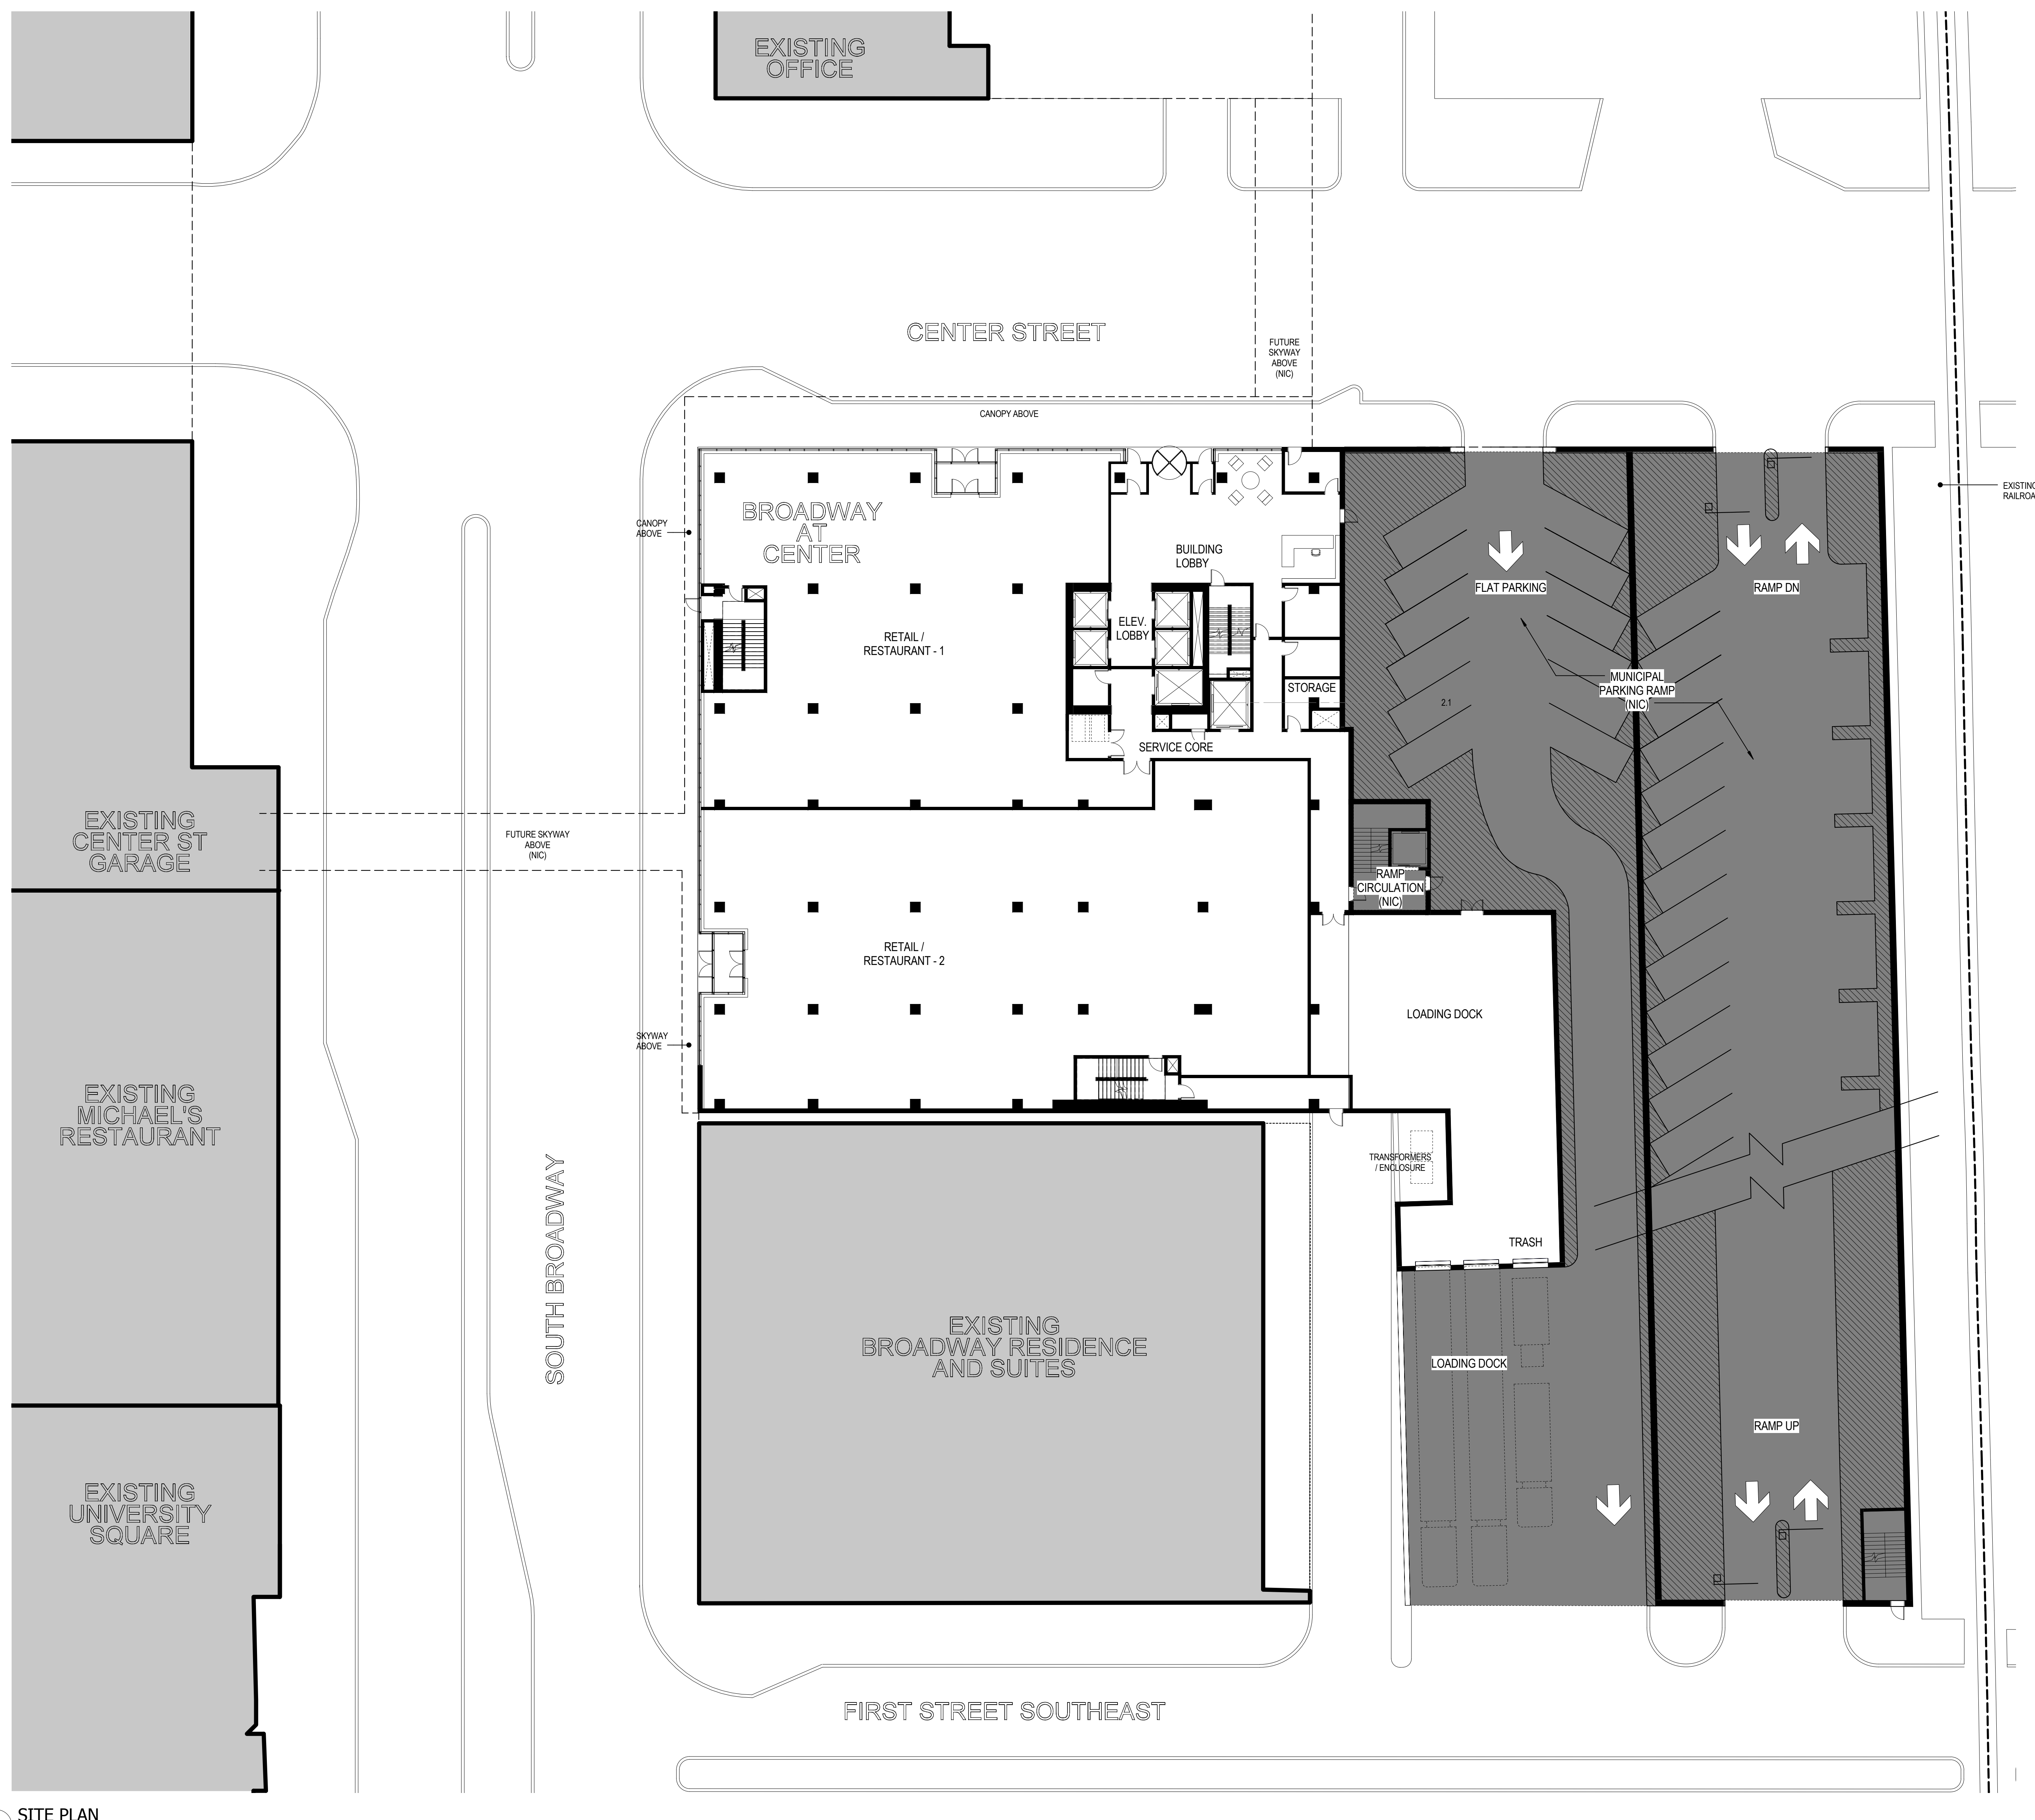 EXISTING
OFFICE
CENTER STREET
FUTURE
SKYWAY
ABOVE
(NIC)
CANOPY ABOVE
BROADWAY
AT
CENTER
CANOPY
ABOVE
EXISTING
RAILROA
BUILDING
LOBBY
FLAT PARKING
RAMP DN
ELEV.
LOBBY
RETAIL /
RESTAURANT - 1
MUNICIPAL
PARKING RAMP
(NIC)
STORAGE
2.1
SERVICE CORE
EXISTING
CENTER ST
GARAGE
FUTURE SKYWAY
ABOVE
(NIC)
RAMP
CIRCULATION
(NIC)
RETAIL /
RESTAURANT - 2
LOADING DOCK
SKYWAY
ABOVE
EXISTING
MICHAEL'S
RESTAURANT
TRANSFORMERS
/ ENCLOSURE
TRASH
SOUTH BROADWAY
EXISTING
BROADWAY RESIDENCE
AND SUITES
LOADING DOCK
RAMP UP
EXISTING
UNIVERSITY
SQUARE
FIRST STREET SOUTHEAST
SITE PLAN